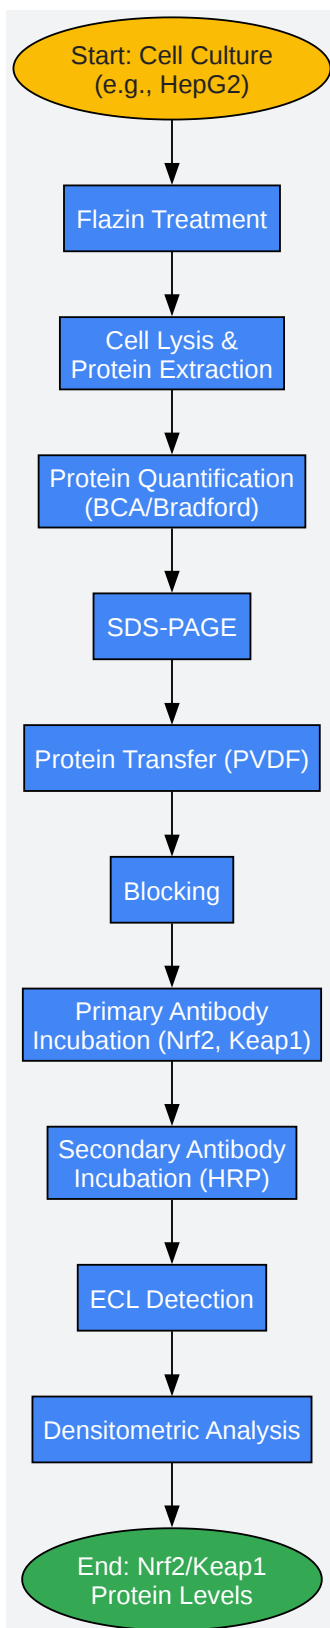 Start: Cell Culture
(e.g., HepG2)
Flazin Treatment
Cell Lysis &
Protein Extraction
Protein Quantification
(BCA/Bradford)
SDS-PAGE
Protein Transfer (PVDF)
Blocking
Primary Antibody
Incubation (Nrf2, Keap1)
Secondary Antibody
Incubation (HRP)
ECL Detection
Densitometric Analysis
End: Nrf2/Keap1
Protein Levels